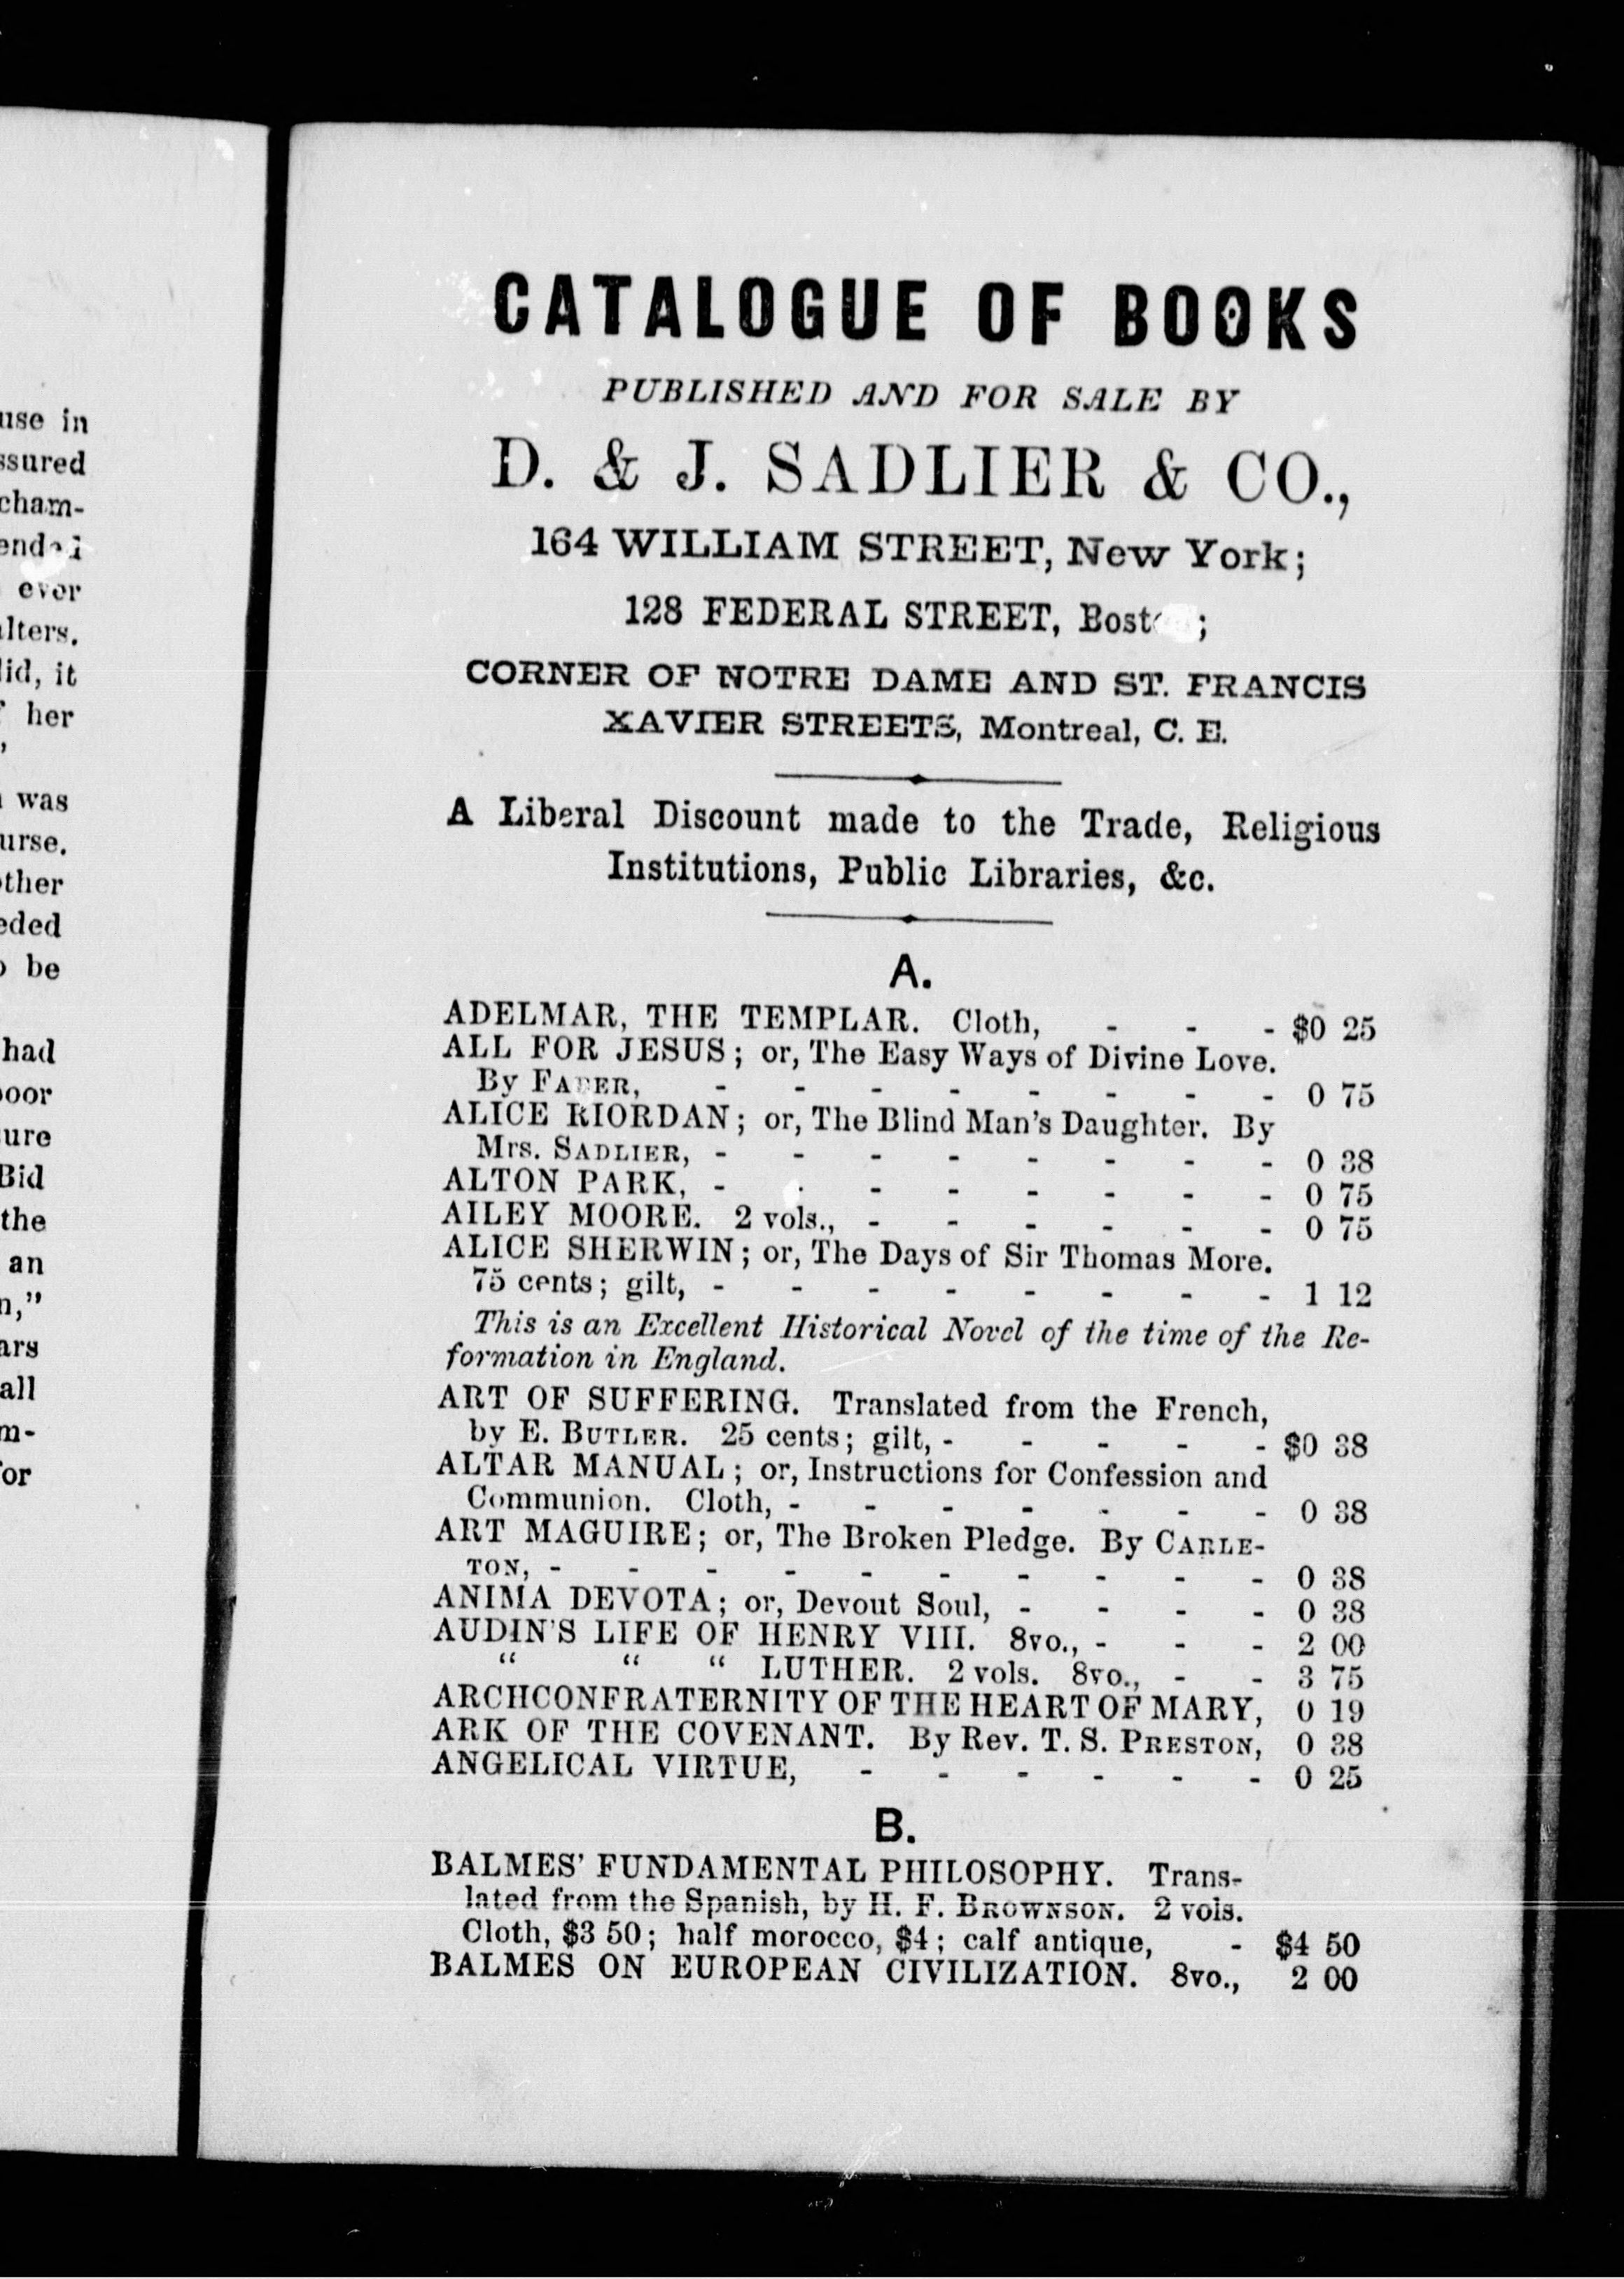 use in
ssured
cham-
ever
lters.
lid, it
her
was
urse.
ther
eded
be
had
oor
ure
Bid
the
an
n,"
ars
all
m-
or
CATALOGUE OF BOOKS
PUBLISHED AND FOR SALE BY
D. & J. SADLIER & CO.,
164 WILLIAM STREET, New York;
128 FEDERAL STREET, Boston;
CORNER OF NOTRE DAME AND ST. FRANCIS
XAVIER STREETS, Montreal, C. E.
A Liberal Discount made to the Trade, Religious
Institutions, Public Libraries, &c.
A.
ADELMAR, THE TEMPLAR. Cloth, - - - $0 25
ALL FOR JESUS; or, The Easy Ways of Divine Love.
By FABER, - - - - - - - - 0 75
ALICE RIORDAN; or, The Blind Man's Daughter. By
Mrs. SADLIER, - - - - - - - - 0 38
ALTON PARK, - - - - - - - - 0 75
AILEY MOORE. 2 vols., - - - - - - 0 75
ALICE SHERWIN; or, The Days of Sir Thomas More.
75 cents; gilt, - - - - - - - - 1 12
This is an Excellent Historical Novel of the time of the Re-
formation in England.
ART OF SUFFERING. Translated from the French,
by E. BUTLER. 25 cents; gilt, - - - - - $0 38
ALTAR MANUAL; or, Instructions for Confession and
Communion. Cloth, - - - - - - - 0 38
ART MAGUIRE; or, The Broken Pledge. By CARLE-
TON, - - - - - - - - - - 0 38
ANIMA DEVOTA; or, Devout Soul, - - - - 0 38
AUDIN'S LIFE OF HENRY VIII. 8vo., - - - 2 00
" " " LUTHER. 2 vols. 8vo., - - 3 75
ARCHCONFRATERNITY OF THE HEART OF MARY, 0 19
ARK OF THE COVENANT. By Rev. T. S. PRESTON, 0 38
ANGELICAL VIRTUE, - - - - - - 0 25
B.
BALMES' FUNDAMENTAL PHILOSOPHY. Trans-
lated from the Spanish, by H. F. BROWNSON. 2 vols.
Cloth, $3 50; half morocco, $4; calf antique, - $4 50
BALMES ON EUROPEAN CIVILIZATION. 8vo., 2 00